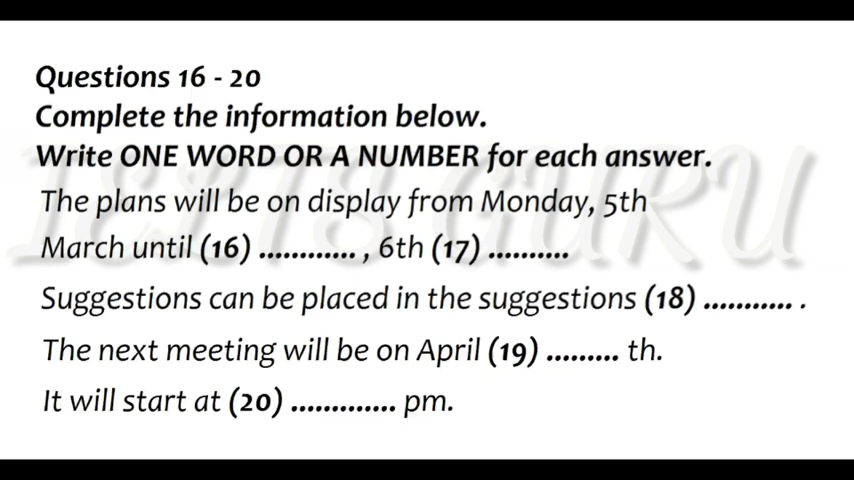 Questions 16 - 20
Complete the information below.
Write ONE WORD OR A NUMBER for each answer.
The plans will be on display from Monday, 5th
March until (16) ............ , 6th (17) ..........
Suggestions can be placed in the suggestions (18) ........... .
The next meeting will be on April (19) ......... th.
It will start at (20) ............. pm.
IELTS GURU